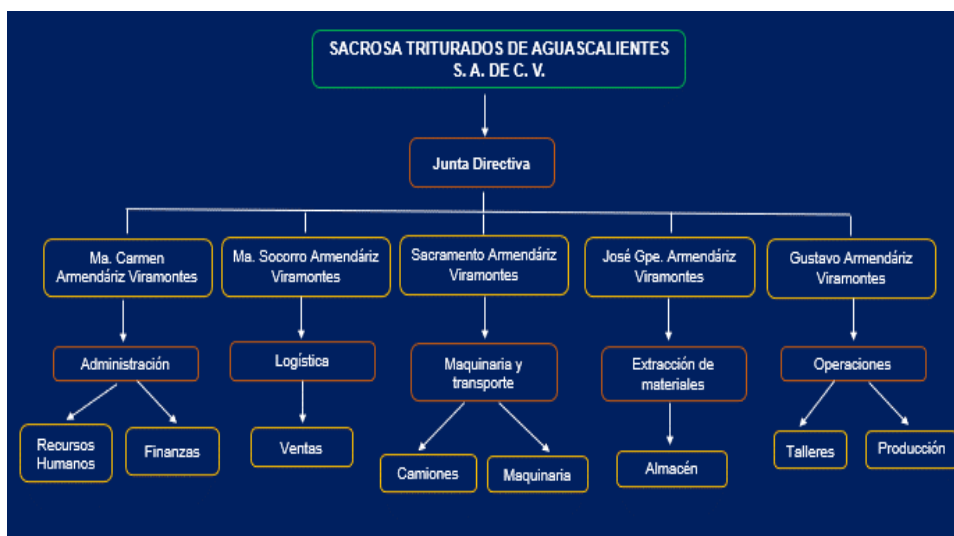 SACROSA TRITURADOS DE AGUASCALIENTES
S. A. DE C. V.
Junta Directiva
Ma. Carmen
Armendáriz Viramontes
Ma. Socorro Armendáriz
Viramontes
Sacramento Armendáriz
Viramontes
José Gpe. Armendáriz
Viramontes
Gustavo Armendáriz
Viramontes
Administración
Logística
Maquinaria y
transporte
Extracción de
materiales
Operaciones
Recursos
Humanos
Finanzas
Ventas
Camiones
Maquinaria
Almacén
Talleres
Producción